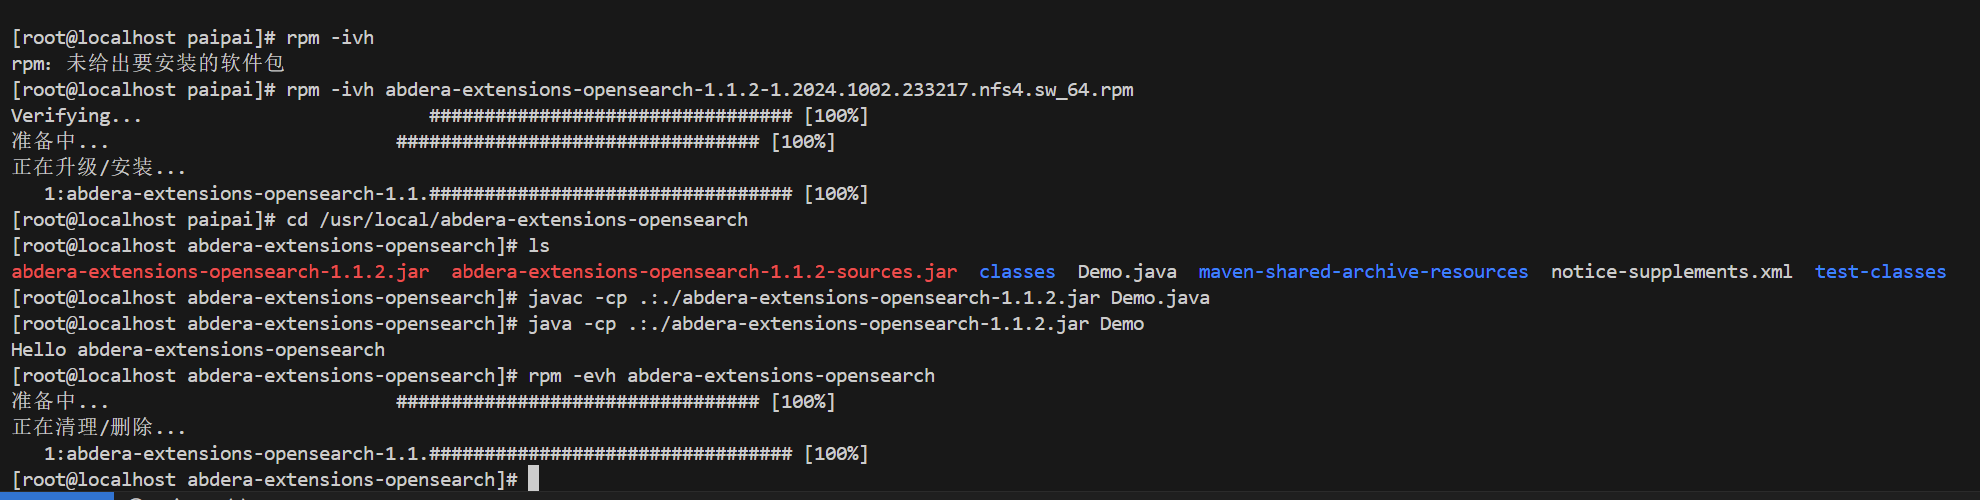 [root@localhost paipai]# rpm -ivh
rpm: 未给出要安装的软件包
[root@localhost paipai]# rpm -ivh abdera-extensions-opensearch-1.1.2-1.2024.1002.233217.nfs4.sw_64.rpm
Verifying... ################################# [100%]
准备中... ################################# [100%]
正在升级/安装...
1:abdera-extensions-opensearch-1.1.################################# [100%]
[root@localhost paipai]# cd /usr/local/abdera-extensions-opensearch
[root@localhost abdera-extensions-opensearch]# ls
abdera-extensions-opensearch-1.1.2.jar abdera-extensions-opensearch-1.1.2-sources.jar classes Demo.java maven-shared-archive-resources notice-supplements.xml test-classes
[root@localhost abdera-extensions-opensearch]# javac -cp .:./abdera-extensions-opensearch-1.1.2.jar Demo.java
[root@localhost abdera-extensions-opensearch]# java -cp .:./abdera-extensions-opensearch-1.1.2.jar Demo
Hello abdera-extensions-opensearch
[root@localhost abdera-extensions-opensearch]# rpm -evh abdera-extensions-opensearch
准备中... ################################# [100%]
正在清理/删除...
1:abdera-extensions-opensearch-1.1.################################# [100%]
[root@localhost abdera-extensions-opensearch]#